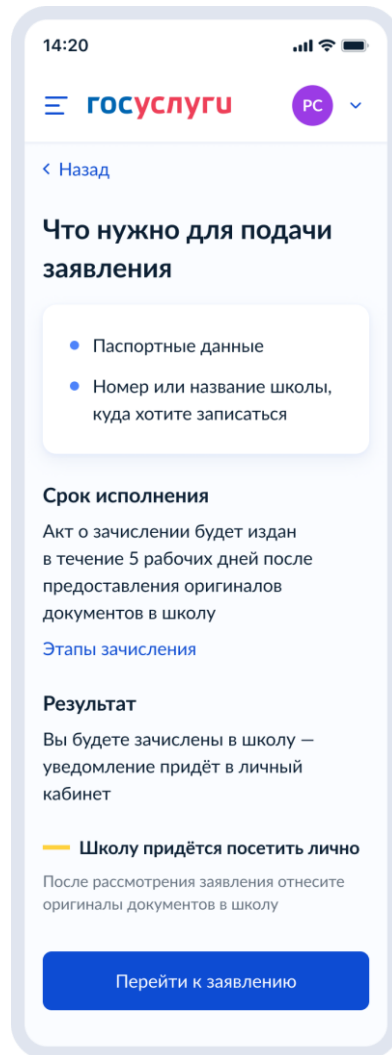 14:20
госуслуги
РС
Назад
Что нужно для подачи
заявления
Паспортные данные
Номер или название школы,
куда хотите записаться
Срок исполнения
Акт о зачислении будет издан
в течение 5 рабочих дней после
предоставления оригиналов
документов в школу
Этапы зачисления
Результат
Вы будете зачислены в школу —
уведомление придёт в личный
кабинет
Школу придётся посетить лично
После рассмотрения заявления отнесите
оригиналы документов в школу
Перейти к заявлению